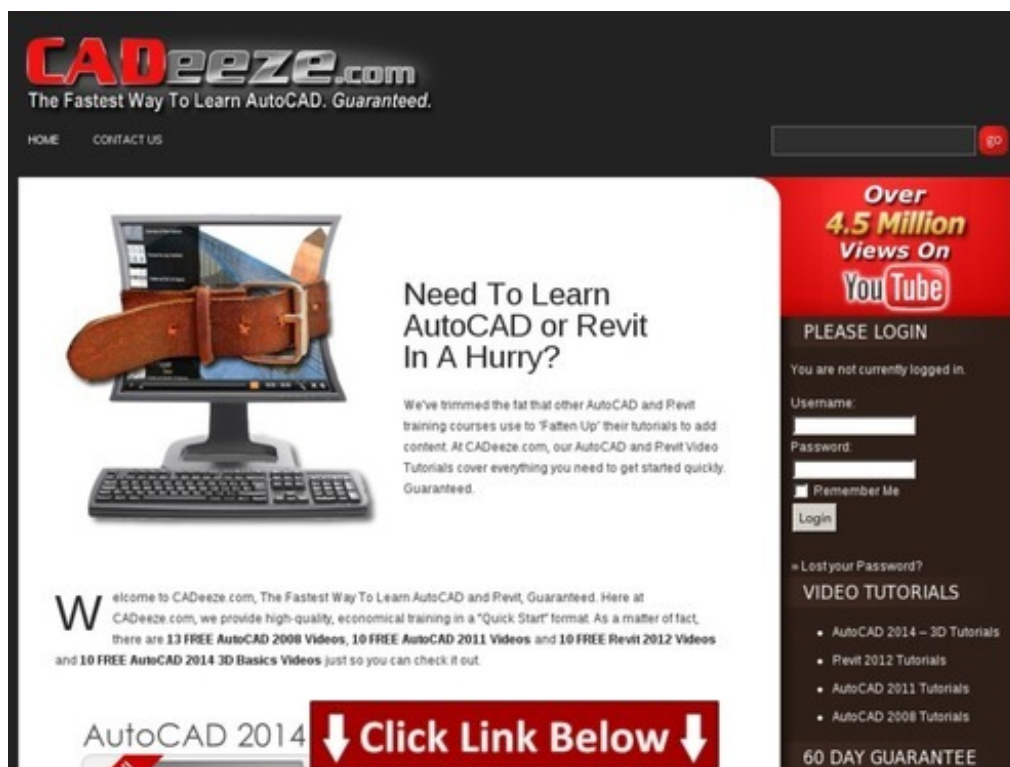 CADeeze.com
The Fastest Way To Learn AutoCAD. Guaranteed.
HOME CONTACT US
go
Over
4.5 Million
Views On
YouTube
Need To Learn
AutoCAD or Revit
In A Hurry?
We've trimmed the fat that other AutoCAD and Revit
training courses use to 'Fatten Up' their tutorials to add
content. At CADeeze.com, our AutoCAD and Revit Video
Tutorials cover everything you need to get started quickly.
Guaranteed.
PLEASE LOGIN
You are not currently logged in.
Username:
Password:
Remember Me
Login
» Lost your Password?
VIDEO TUTORIALS
• AutoCAD 2014 – 3D Tutorials
• Revit 2012 Tutorials
• AutoCAD 2011 Tutorials
• AutoCAD 2008 Tutorials
60 DAY GUARANTEE
Welcome to CADeeze.com, The Fastest Way To Learn AutoCAD and Revit, Guaranteed. Here at
CADeeze.com, we provide high-quality, economical training in a "Quick Start" format. As a matter of fact,
there are 13 FREE AutoCAD 2008 Videos, 10 FREE AutoCAD 2011 Videos and 10 FREE Revit 2012 Videos
and 10 FREE AutoCAD 2014 3D Basics Videos just so you can check it out.
AutoCAD 2014
Click Link Below